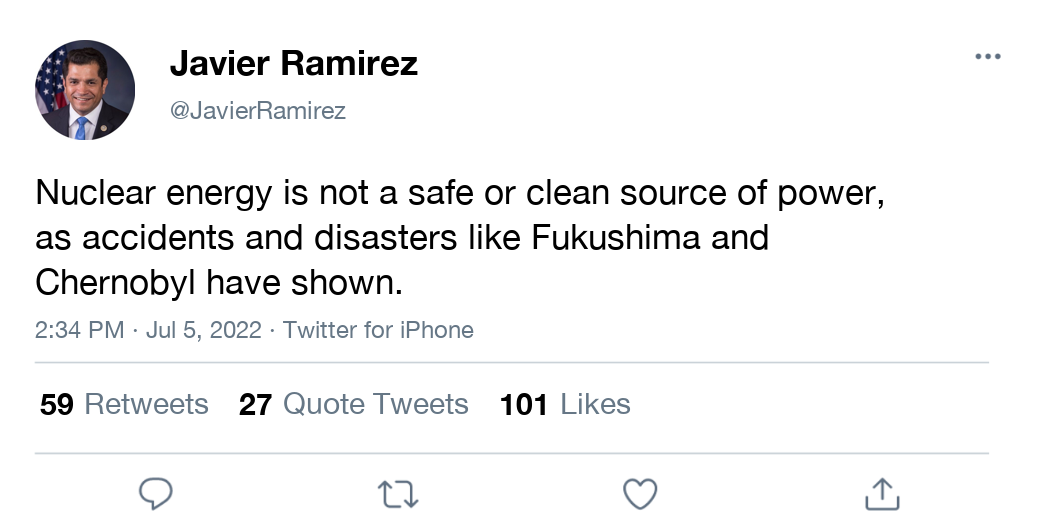 Javier Ramirez
@JavierRamirez
Nuclear energy is not a safe or clean source of power,
as accidents and disasters like Fukushima and
Chernobyl have shown.
2:34 PM · Jul 5, 2022 · Twitter for iPhone
59 Retweets 27 Quote Tweets 101 Likes